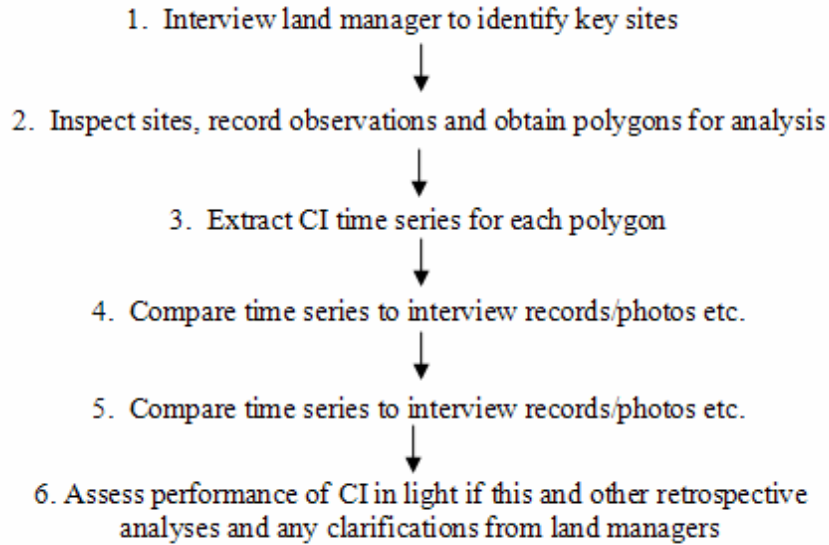 1. Interview land manager to identify key sites
2. Inspect sites, record observations and obtain polygons for analysis
3. Extract CI time series for each polygon
4. Compare time series to interview records/photos etc.
5. Compare time series to interview records/photos etc.
6. Assess performance of CI in light if this and other retrospective
analyses and any clarifications from land managers